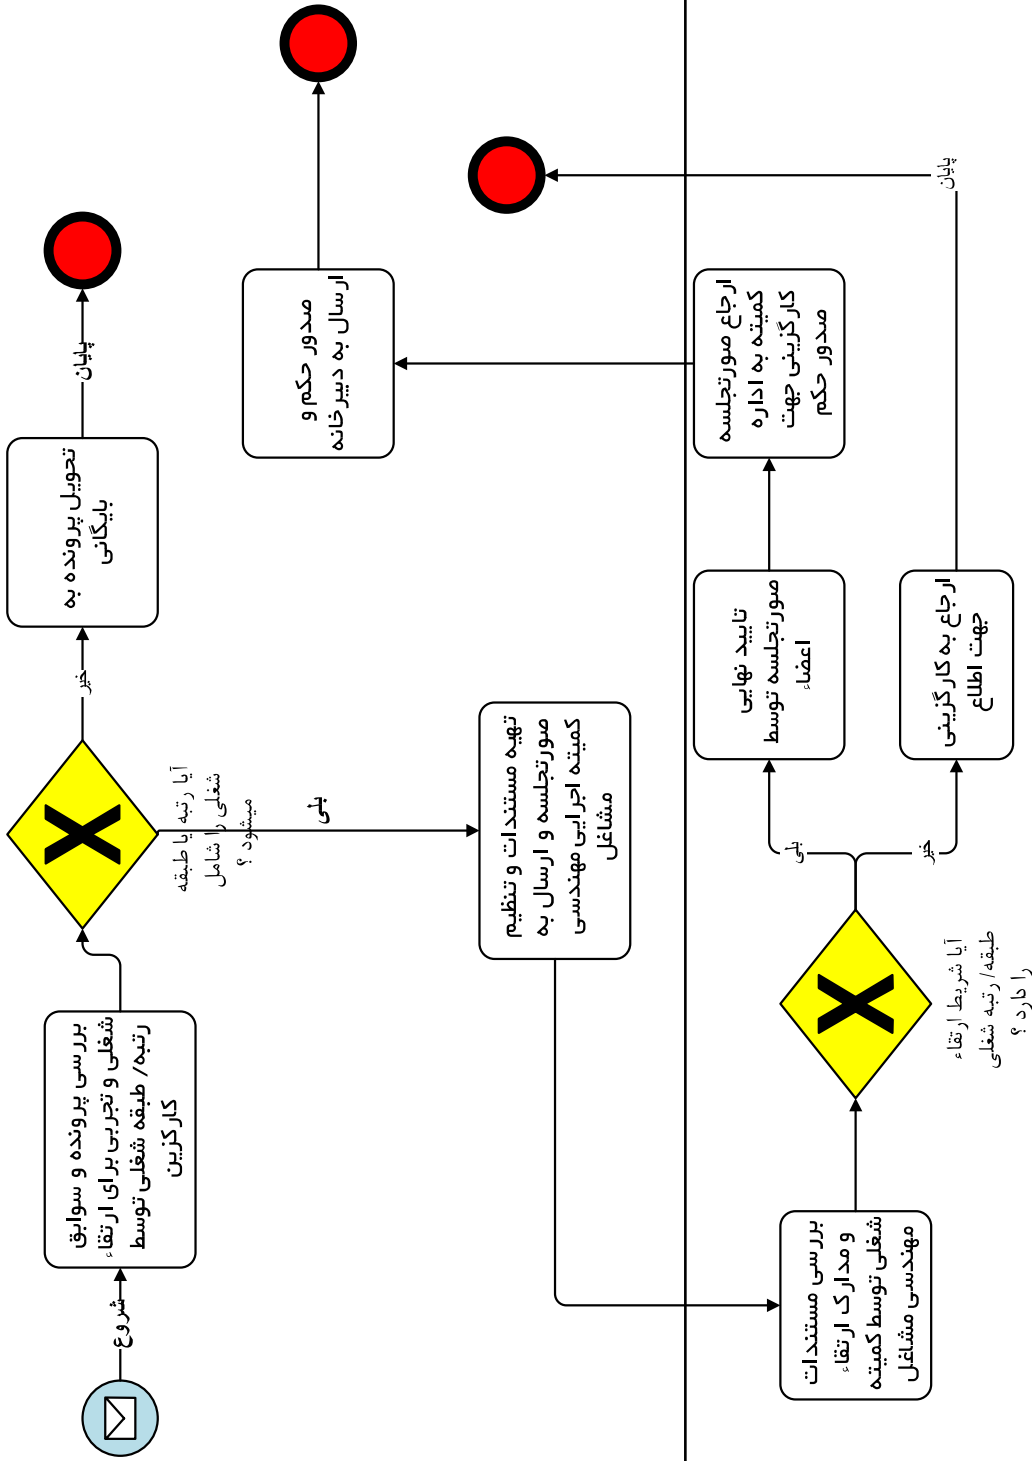 شروع
بررسی پرونده و سوابق
شغلی و تجربی برای ارتقاء
رتبه/ طبقه شغلی توسط
کارگزین
آیا رتبه یا طبقه
شغلی را شامل
میشود ؟
خیر
تحویل پرونده به
بایگانی
پایان
بلی
تهیه مستندات و تنظیم
صورتجلسه و ارسال به
کمیته اجرایی مهندسی
مشاغل
بررسی مستندات
و مدارک ارتقاء
شغلی توسط کمیته
مهندسی مشاغل
آیا شریط ارتقاء
طبقه/ رتبه شغلی
را دارد ؟
بلی
تایید نهایی
صورتجلسه توسط
اعضاء
ارجاع صورتجلسه
کمیته به اداره
کارگزینی جهت
صدور حکم
صدور حکم و
ارسال به دبیرخانه
خیر
ارجاع به کارگزینی
جهت اطلاع
پایان